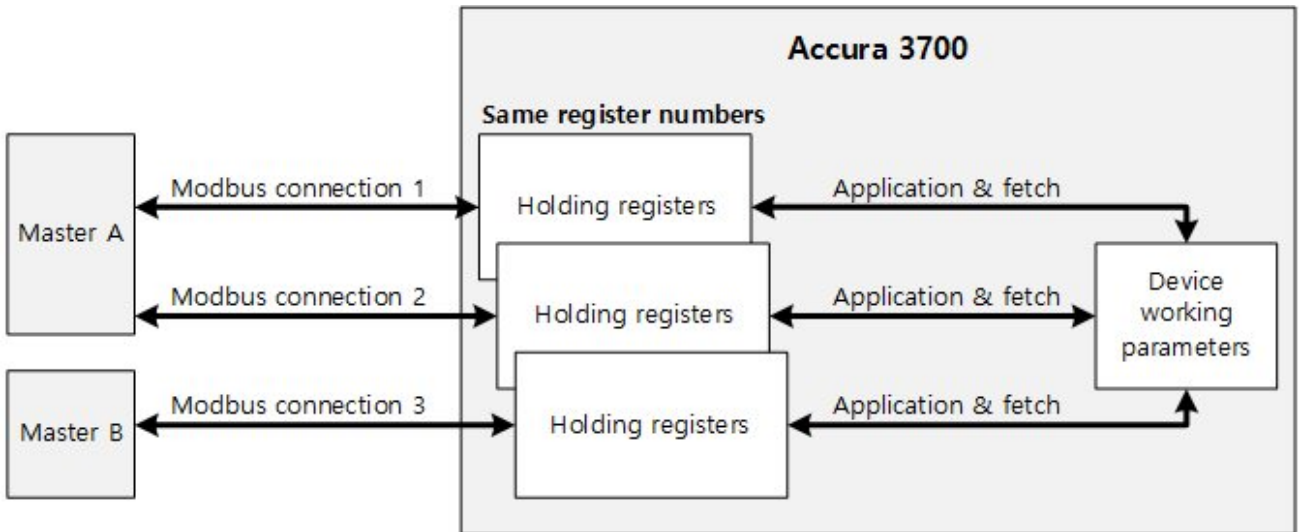 Accura 3700
Same register numbers
Master A
Modbus connection 1
Holding registers
Application & fetch
Modbus connection 2
Holding registers
Application & fetch
Device
working
parameters
Master B
Modbus connection 3
Holding registers
Application & fetch